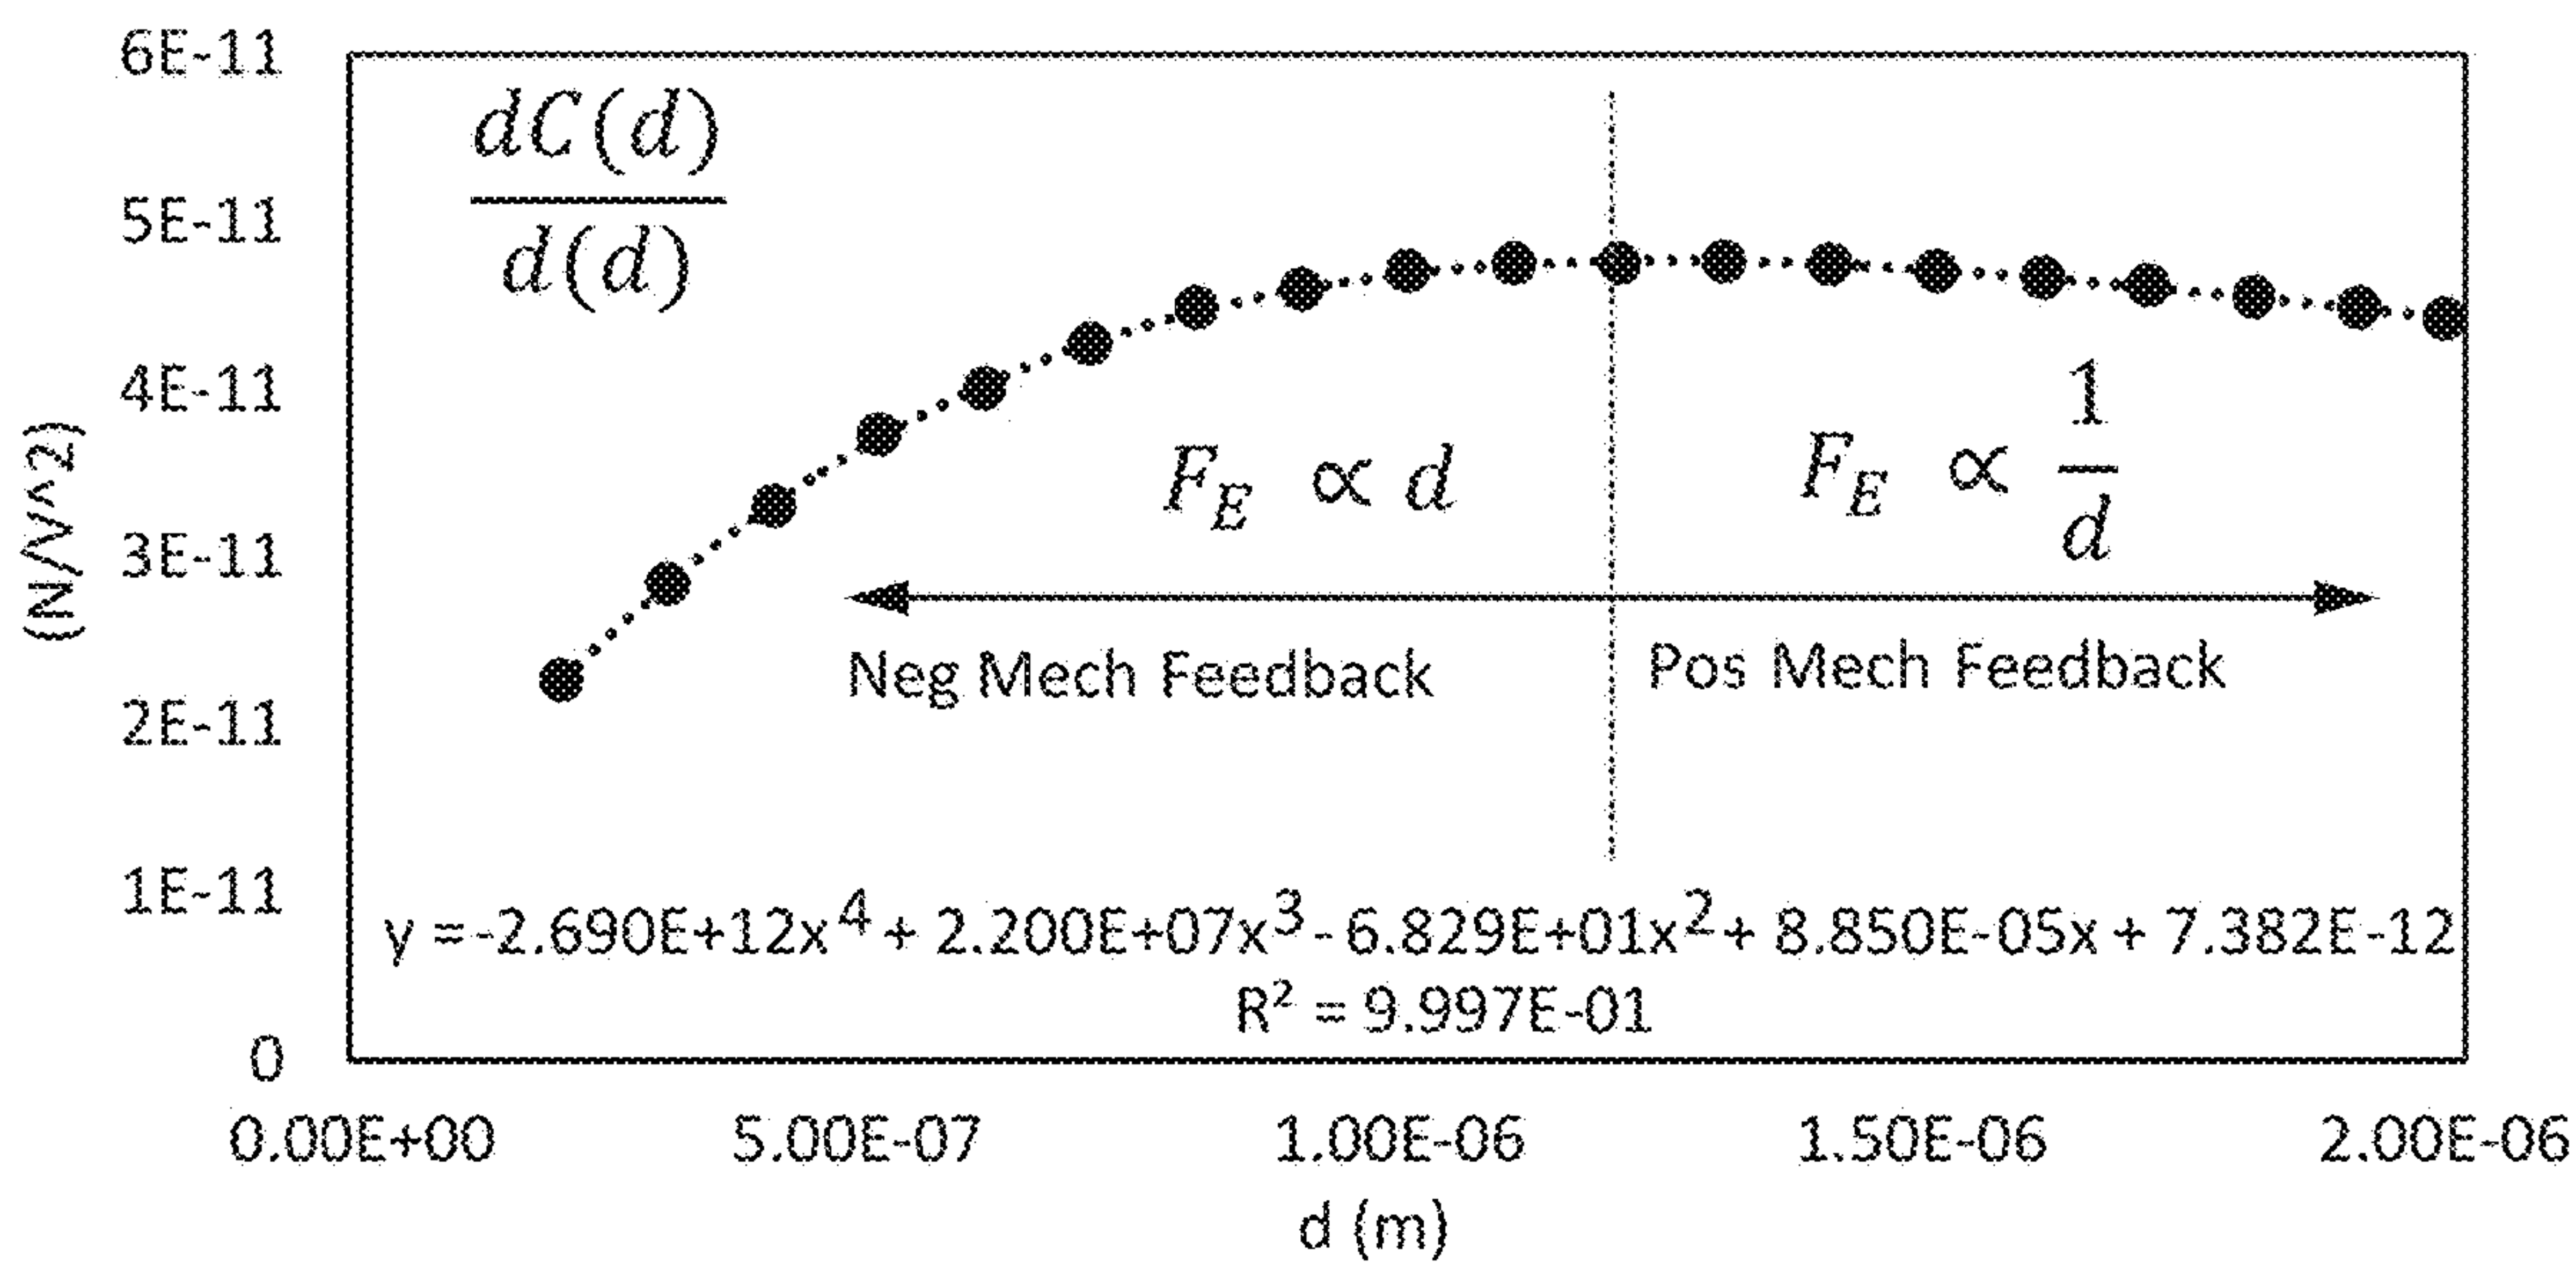 6E-11
5E-11
4E-11
3E-11
2E-11
1E-11
0
(N/V^2)
dC(d)
d(d)
F_E ∝ d
F_E ∝ 1/d
Neg Mech Feedback
Pos Mech Feedback
y =-2.690E+12x^4 + 2.200E+07x^3 - 6.829E+01x^2 + 8.850E-05x + 7.382E-12
R² = 9.997E-01
0.00E+00 5.00E-07 1.00E-06 1.50E-06 2.00E-06
d (m)